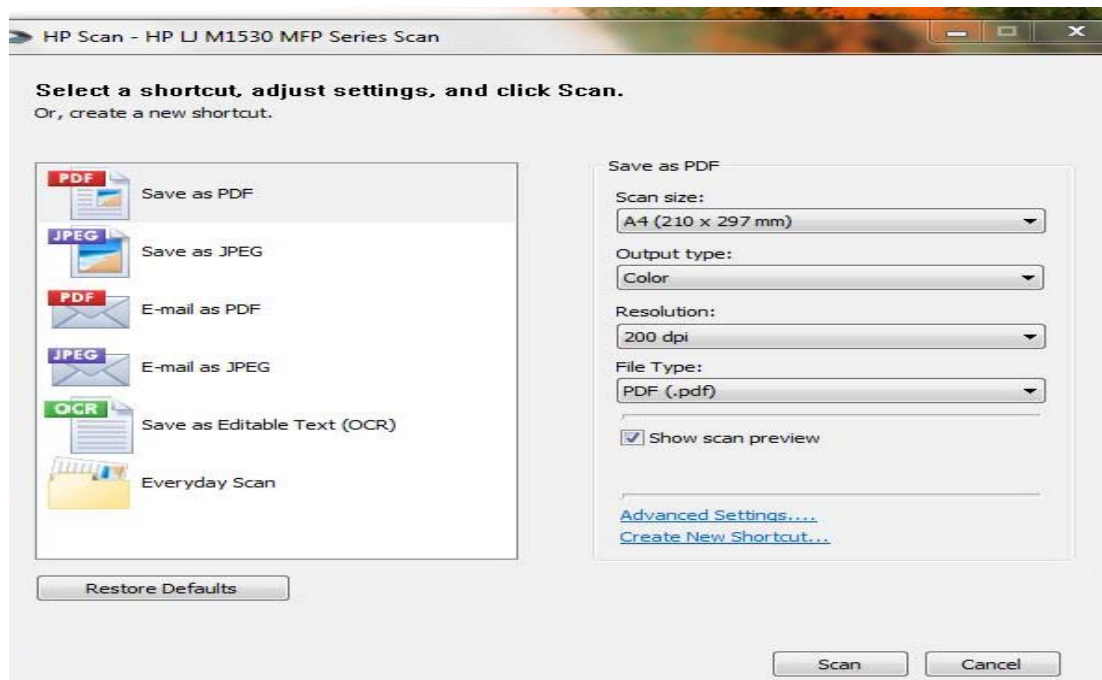 HP Scan - HP LJ M1530 MFP Series Scan
Select a shortcut, adjust settings, and click Scan.
Or, create a new shortcut.
PDF
Save as PDF
JPEG
Save as JPEG
PDF
E-mail as PDF
JPEG
E-mail as JPEG
OCR
Save as Editable Text (OCR)
Everyday Scan
Restore Defaults
Save as PDF
Scan size:
A4 (210 x 297 mm)
Output type:
Color
Resolution:
200 dpi
File Type:
PDF (.pdf)
Show scan preview
Advanced Settings....
Create New Shortcut...
Scan
Cancel